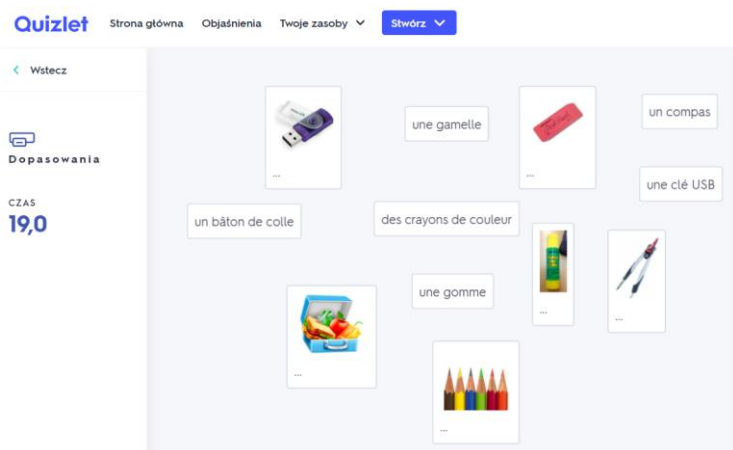 Quizlet
Strona główna
Objaśnienia
Twoje zasoby
Stwórz
Wstecz
Dopasowania
CZAS
19,0
...
une gamelle
...
un compas
une clé USB
un bâton de colle
des crayons de couleur
une gomme
...
...
...
...